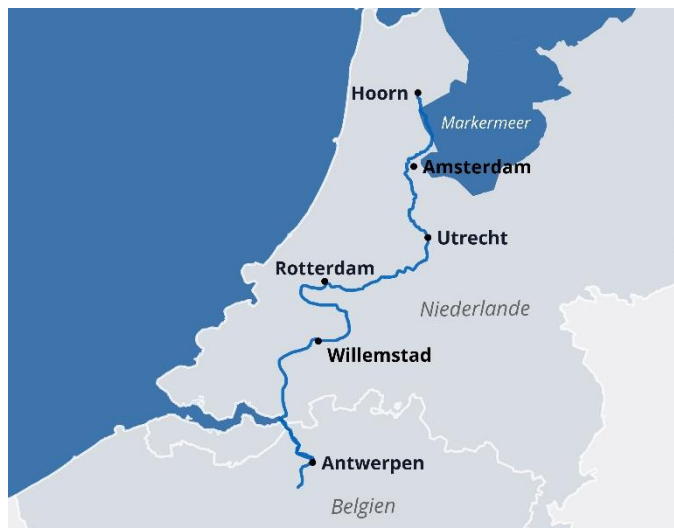 Hoorn
Markermeer
Amsterdam
Utrecht
Rotterdam
Niederlande
Willemstad
Antwerpen
Belgien